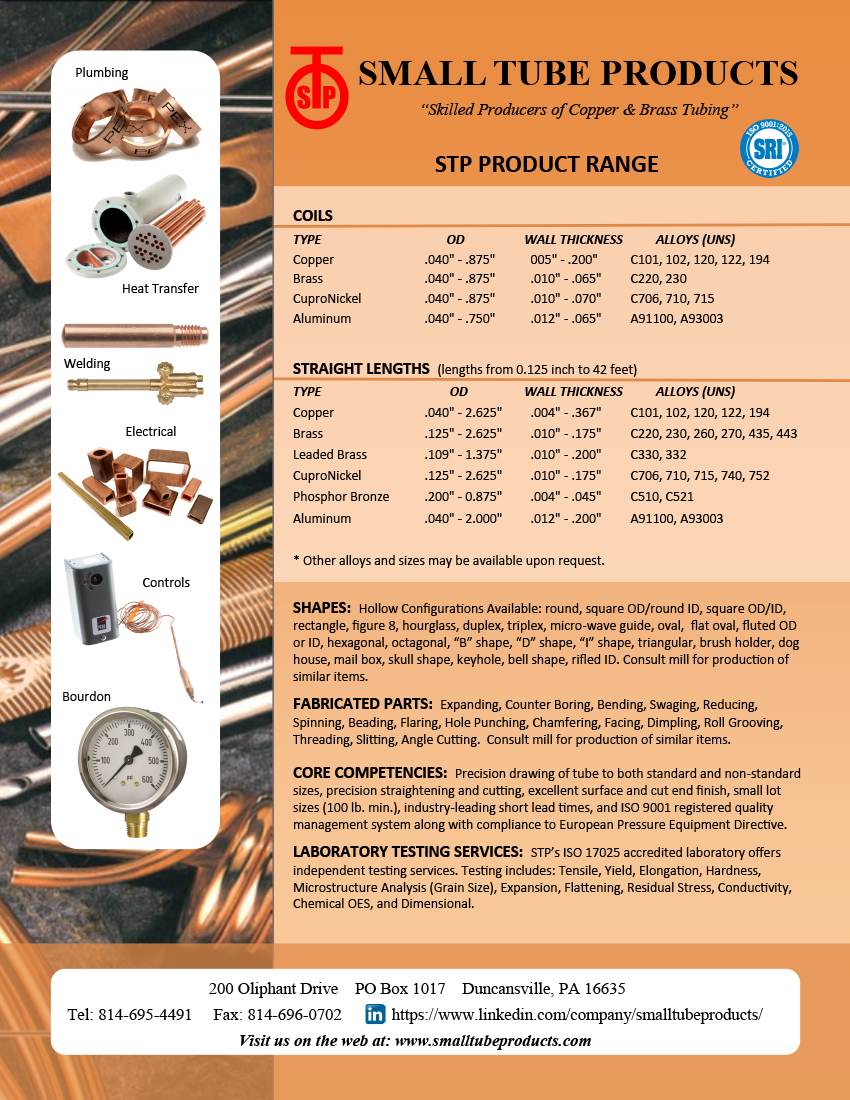 Plumbing
PEX
PEX
PEX
Heat Transfer
Welding
Electrical
Controls
Bourdon
100
200
300
400
500
600
psi
STP
SMALL TUBE PRODUCTS
“Skilled Producers of Copper & Brass Tubing”
ISO 9001:2015
SRI
CERTIFIED
STP PRODUCT RANGE
COILS
TYPE OD WALL THICKNESS ALLOYS (UNS)
Copper .040" - .875" 005" - .200" C101, 102, 120, 122, 194
Brass .040" - .875" .010" - .065" C220, 230
CuproNickel .040" - .875" .010" - .070" C706, 710, 715
Aluminum .040" - .750" .012" - .065" A91100, A93003
STRAIGHT LENGTHS (lengths from 0.125 inch to 42 feet)
TYPE OD WALL THICKNESS ALLOYS (UNS)
Copper .040" - 2.625" .004" - .367" C101, 102, 120, 122, 194
Brass .125" - 2.625" .010" - .175" C220, 230, 260, 270, 435, 443
Leaded Brass .109" - 1.375" .010" - .200" C330, 332
CuproNickel .125" - 2.625" .010" - .175" C706, 710, 715, 740, 752
Phosphor Bronze .200" - 0.875" .004" - .045" C510, C521
Aluminum .040" - 2.000" .012" - .200" A91100, A93003
* Other alloys and sizes may be available upon request.
SHAPES: Hollow Configurations Available: round, square OD/round ID, square OD/ID,
rectangle, figure 8, hourglass, duplex, triplex, micro-wave guide, oval, flat oval, fluted OD
or ID, hexagonal, octagonal, “B” shape, “D” shape, “I” shape, triangular, brush holder, dog
house, mail box, skull shape, keyhole, bell shape, rifled ID. Consult mill for production of
similar items.
FABRICATED PARTS: Expanding, Counter Boring, Bending, Swaging, Reducing,
Spinning, Beading, Flaring, Hole Punching, Chamfering, Facing, Dimpling, Roll Grooving,
Threading, Slitting, Angle Cutting. Consult mill for production of similar items.
CORE COMPETENCIES: Precision drawing of tube to both standard and non-standard
sizes, precision straightening and cutting, excellent surface and cut end finish, small lot
sizes (100 lb. min.), industry-leading short lead times, and ISO 9001 registered quality
management system along with compliance to European Pressure Equipment Directive.
LABORATORY TESTING SERVICES: STP’s ISO 17025 accredited laboratory offers
independent testing services. Testing includes: Tensile, Yield, Elongation, Hardness,
Microstructure Analysis (Grain Size), Expansion, Flattening, Residual Stress, Conductivity,
Chemical OES, and Dimensional.
200 Oliphant Drive PO Box 1017 Duncansville, PA 16635
Tel: 814-695-4491 Fax: 814-696-0702 in https://www.linkedin.com/company/smalltubeproducts/
Visit us on the web at: www.smalltubeproducts.com